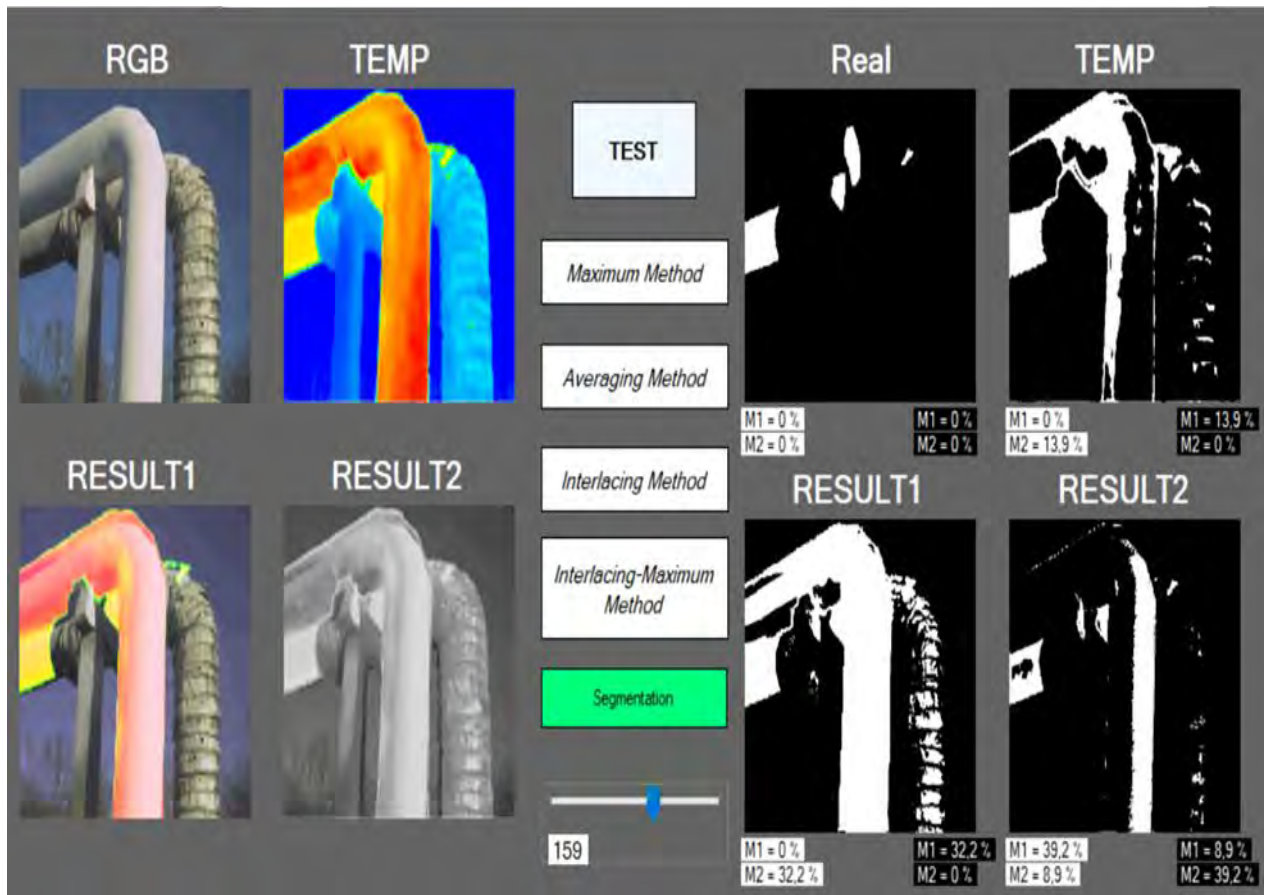 RGB
TEMP
Real
TEMP
TEST
Maximum Method
Averaging Method
M1 = 0 %
M2 = 0 %
M1 = 0 %
M2 = 0 %
M1 = 0 %
M2 = 13,9 %
M1 = 13,9 %
M2 = 0 %
RESULT1
RESULT2
Interlacing Method
RESULT1
RESULT2
Interlacing-Maximum
Method
Segmentation
159
M1 = 0 %
M2 = 32,2 %
M1 = 32,2 %
M2 = 0 %
M1 = 39,2 %
M2 = 8,9 %
M1 = 8,9 %
M2 = 39,2 %